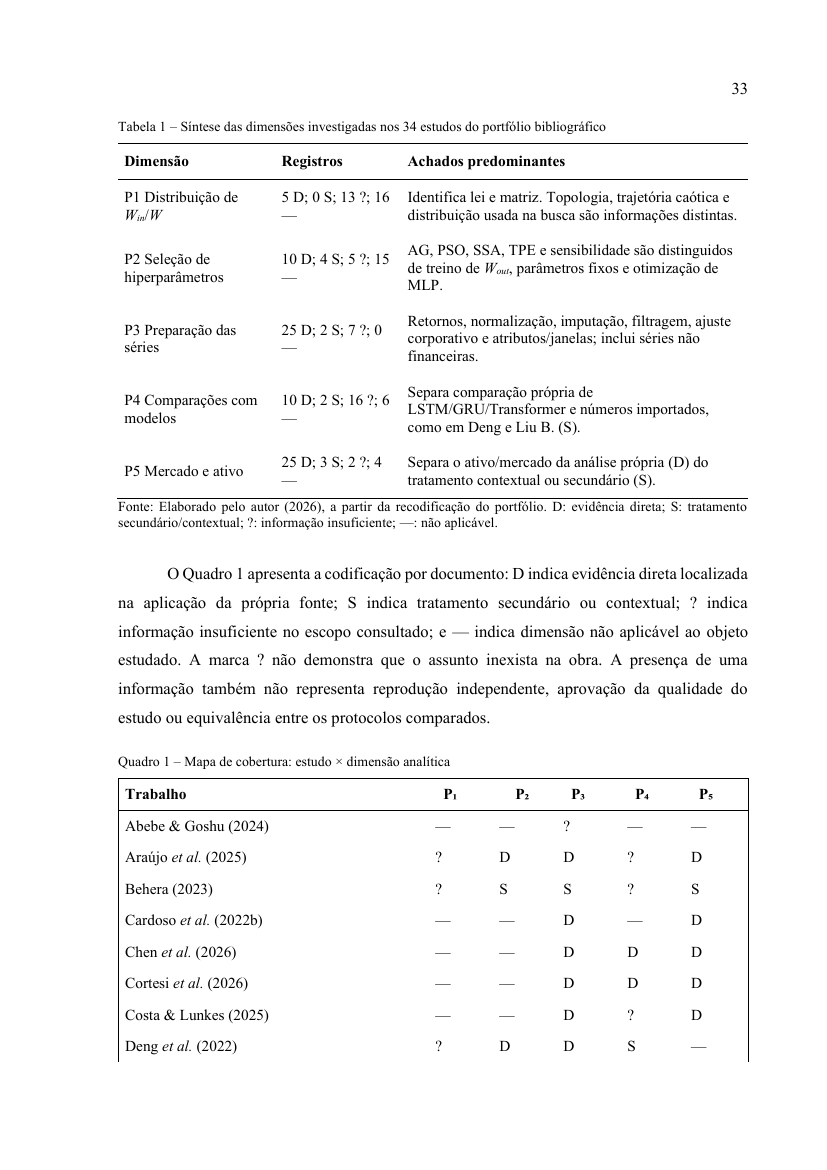 33
Tabela 1 – Síntese das dimensões investigadas nos 34 estudos do portfólio bibliográfico
Dimensão Registros Achados predominantes
P1 Distribuição de 5 D; 0 S; 13 ?; 16 Identifica lei e matriz. Topologia, trajetória caótica e
Win/W — distribuição usada na busca são informações distintas.
P2 Seleção de 10 D; 4 S; 5 ?; 15 AG, PSO, SSA, TPE e sensibilidade são distinguidos
hiperparâmetros — de treino de Wout, parâmetros fixos e otimização de
MLP.
P3 Preparação das 25 D; 2 S; 7 ?; 0 Retornos, normalização, imputação, filtragem, ajuste
séries — corporativo e atributos/janelas; inclui séries não
financeiras.
P4 Comparações com 10 D; 2 S; 16 ?; 6 Separa comparação própria de
modelos — LSTM/GRU/Transformer e números importados,
como em Deng e Liu B. (S).
P5 Mercado e ativo 25 D; 3 S; 2 ?; 4 Separa o ativo/mercado da análise própria (D) do
— tratamento contextual ou secundário (S).
Fonte: Elaborado pelo autor (2026), a partir da recodificação do portfólio. D: evidência direta; S: tratamento
secundário/contextual; ?: informação insuficiente; —: não aplicável.
O Quadro 1 apresenta a codificação por documento: D indica evidência direta localizada
na aplicação da própria fonte; S indica tratamento secundário ou contextual; ? indica
informação insuficiente no escopo consultado; e — indica dimensão não aplicável ao objeto
estudado. A marca ? não demonstra que o assunto inexista na obra. A presença de uma
informação também não representa reprodução independente, aprovação da qualidade do
estudo ou equivalência entre os protocolos comparados.
Quadro 1 – Mapa de cobertura: estudo × dimensão analítica
Trabalho P₁ P₂ P₃ P₄ P₅
Abebe & Goshu (2024) — — ? — —
Araújo et al. (2025) ? D D ? D
Behera (2023) ? S S ? S
Cardoso et al. (2022b) — — D — D
Chen et al. (2026) — — D D D
Cortesi et al. (2026) — — D D D
Costa & Lunkes (2025) — — D ? D
Deng et al. (2022) ? D D S —